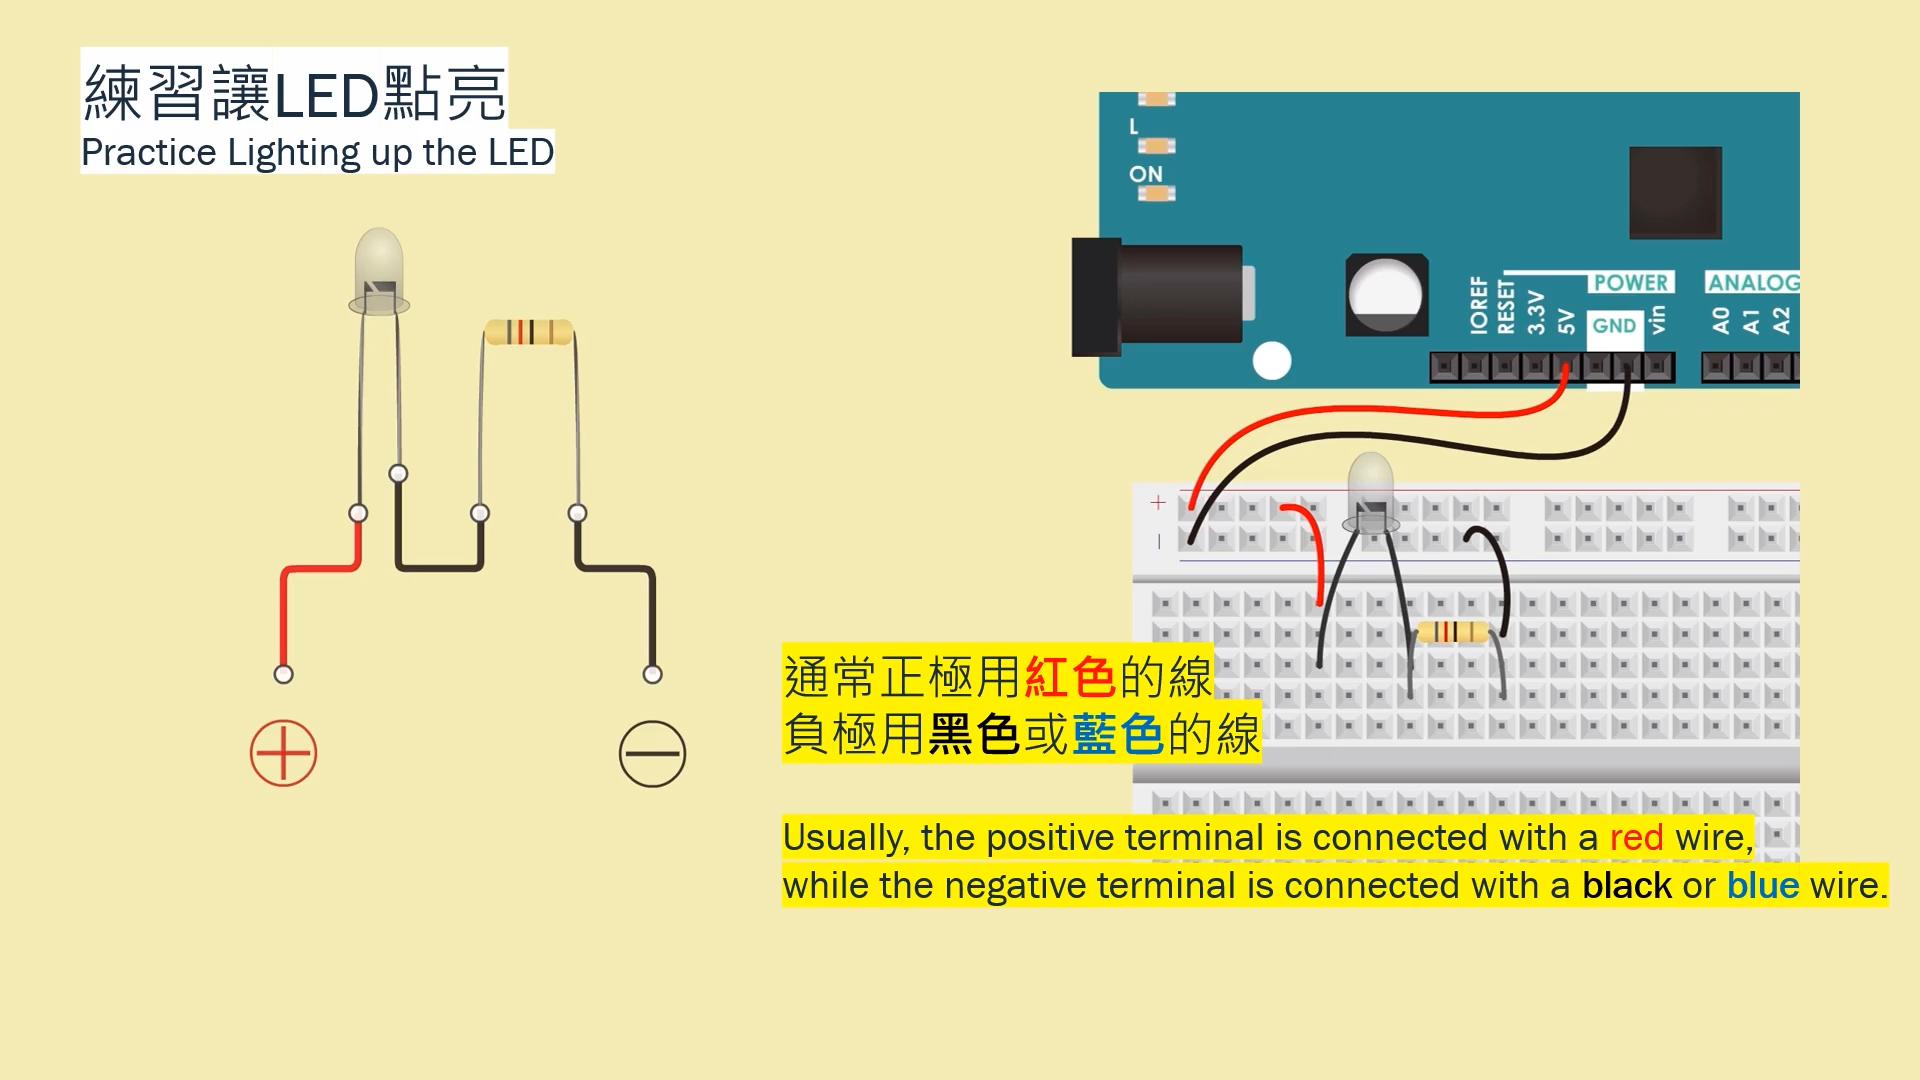 練習讓LED點亮
Practice Lighting up the LED
L
ON
IOREF
RESET
3.3V
5V
POWER
GND
vin
ANALOG
A0
A1
A2
+
−
通常正極用紅色的線
負極用黑色或藍色的線
Usually, the positive terminal is connected with a red wire,
while the negative terminal is connected with a black or blue wire.